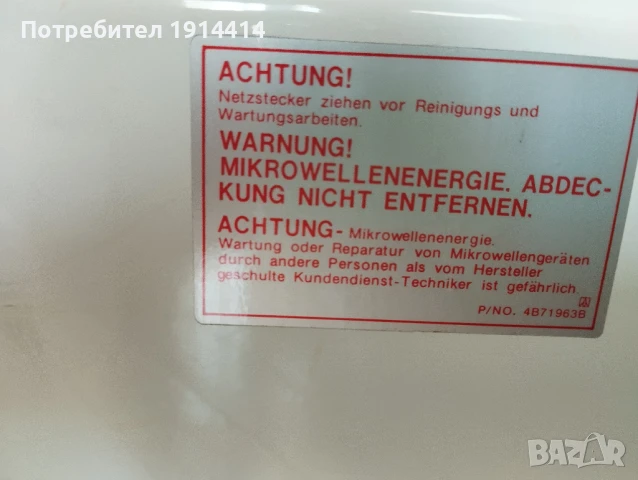 Потребител 1914414
ACHTUNG!
Netzstecker ziehen vor Reinigungs und
Wartungsarbeiten.
WARNUNG!
MIKROWELLENENERGIE. ABDEC-
KUNG NICHT ENTFERNEN.
ACHTUNG- Mikrowellenenergie.
Wartung oder Reparatur von Mikrowellengeräten
durch andere Personen als vom Hersteller
geschulte Kundendienst-Techniker ist gefährlich.
P/NO. 4B71963B
BAZAR